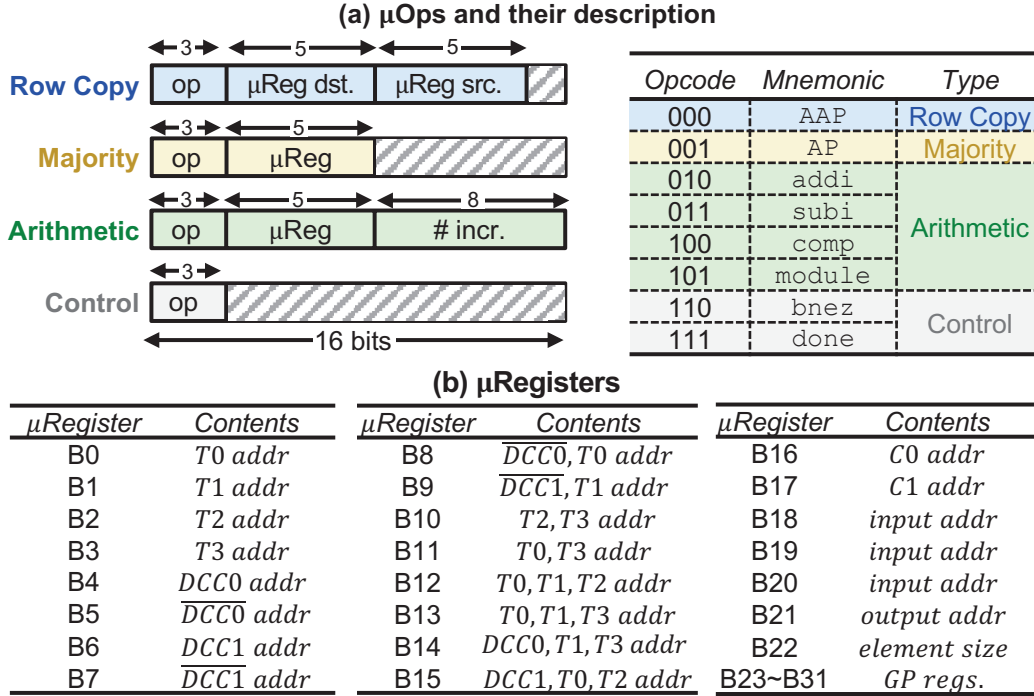 (a) μOps and their description
3 5 5
Row Copy op μReg dst. μReg src.
3 5
Majority op μReg
3 5 8
Arithmetic op μReg # incr.
3
Control op
16 bits
Opcode Mnemonic Type
000 AAP Row Copy
001 AP Majority
010 addi
011 subi
Arithmetic
100 comp
101 module
110 bnez
Control
111 done
(b) μRegisters
μRegister Contents
B0 T0 addr
B1 T1 addr
B2 T2 addr
B3 T3 addr
B4 DCC0 addr
B5 D̅C̅C̅0̅ addr
B6 DCC1 addr
B7 D̅C̅C̅1̅ addr
μRegister Contents
B8 D̅C̅C̅0̅, T0 addr
B9 D̅C̅C̅1̅, T1 addr
B10 T2, T3 addr
B11 T0, T3 addr
B12 T0, T1, T2 addr
B13 T0, T1, T3 addr
B14 DCC0, T1, T3 addr
B15 DCC1, T0, T2 addr
μRegister Contents
B16 C0 addr
B17 C1 addr
B18 input addr
B19 input addr
B20 input addr
B21 output addr
B22 element size
B23~B31 GP regs.